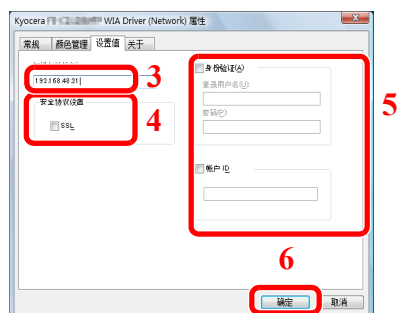 Kyocera WIA Driver (Network) 属性
常规 颜色管理 设置值 关于
192.168.48.21
3
安全协议设置
SSL
4
身份验证(A)
登录用户名(U):
密码(P):
帐户 ID
5
6
确定 取消